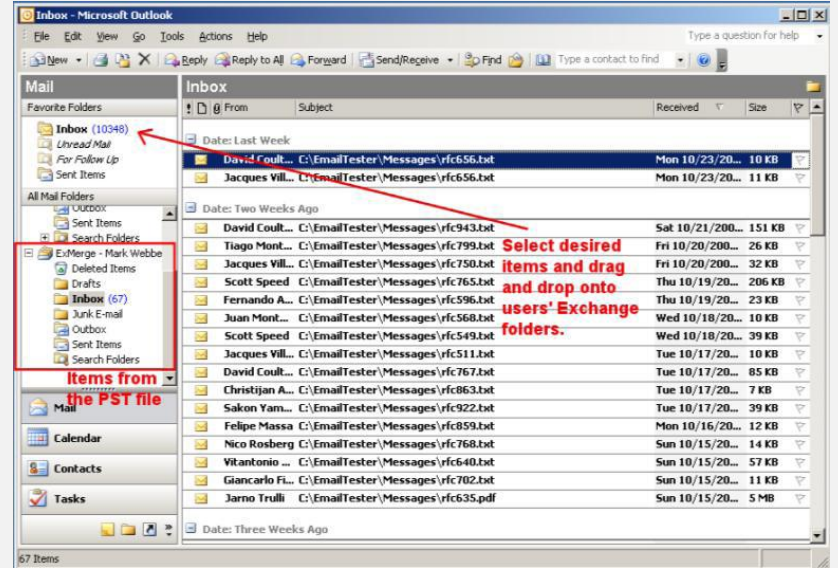 Inbox - Microsoft Outlook
File Edit View Go Tools Actions Help Type a question for help
New Reply Reply to All Forward Send/Receive Find Type a contact to find
Mail
Favorite Folders
Inbox (10348)
Unread Mail
For Follow Up
Sent Items
All Mail Folders
Outbox
Sent Items
Search Folders
ExMerge - Mark Webbe
Deleted Items
Drafts
Inbox (67)
Junk E-mail
Outbox
Sent Items
Search Folders
Items from
the PST file
Mail
Calendar
Contacts
Tasks
Inbox
From Subject Received Size
Date: Last Week
David Coult... C:\EmailTester\Messages\rfc656.txt Mon 10/23/20... 10 KB
Jacques Vill... C:\EmailTester\Messages\rfc656.txt Mon 10/23/20... 11 KB
Date: Two Weeks Ago
David Coult... C:\EmailTester\Messages\rfc943.txt Sat 10/21/200... 151 KB
Tiago Mont... C:\EmailTester\Messages\rfc799.txt Fri 10/20/200... 26 KB
Jacques Vill... C:\EmailTester\Messages\rfc750.txt Fri 10/20/200... 32 KB
Scott Speed C:\EmailTester\Messages\rfc765.txt Thu 10/19/20... 206 KB
Fernando A... C:\EmailTester\Messages\rfc596.txt Thu 10/19/20... 23 KB
Juan Mont... C:\EmailTester\Messages\rfc568.txt Wed 10/18/20... 10 KB
Scott Speed C:\EmailTester\Messages\rfc549.txt Wed 10/18/20... 39 KB
Jacques Vill... C:\EmailTester\Messages\rfc511.txt Tue 10/17/20... 10 KB
David Coult... C:\EmailTester\Messages\rfc767.txt Tue 10/17/20... 85 KB
Christijan A... C:\EmailTester\Messages\rfc863.txt Tue 10/17/20... 7 KB
Sakon Yam... C:\EmailTester\Messages\rfc922.txt Tue 10/17/20... 39 KB
Felipe Massa C:\EmailTester\Messages\rfc859.txt Mon 10/16/20... 12 KB
Nico Rosberg C:\EmailTester\Messages\rfc768.txt Sun 10/15/20... 14 KB
Vitantonio ... C:\EmailTester\Messages\rfc640.txt Sun 10/15/20... 57 KB
Giancarlo Fi... C:\EmailTester\Messages\rfc702.txt Sun 10/15/20... 11 KB
Jarno Trulli C:\EmailTester\Messages\rfc635.pdf Sun 10/15/20... 5 MB
Date: Three Weeks Ago
Select desired
items and drag
and drop onto
users' Exchange
folders.
67 Items